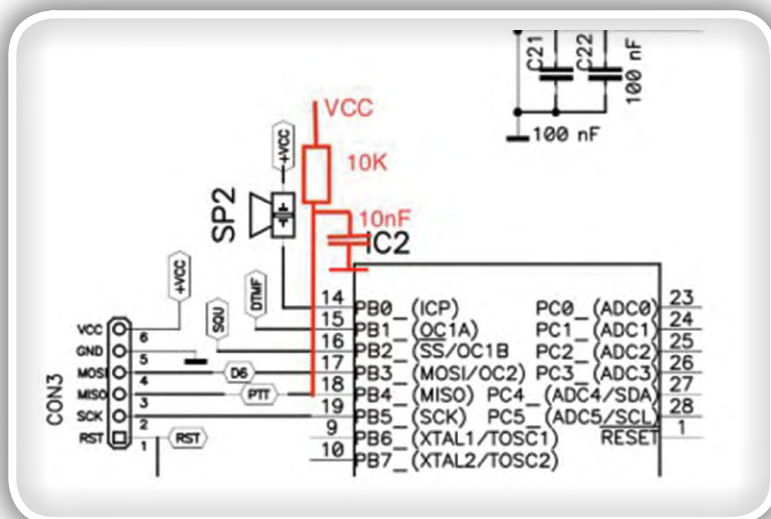 C21
C22
100 nF
100 nF
VCC
+VCC
10K
SP2
10nF
IC2
+VCC
DTMF
SQU
14 PB0_(ICP) PC0_(ADC0) 23
15 PB1_(OC1A) PC1_(ADC1) 24
16 PB2_(SS/OC1B PC2_(ADC2) 25
17 PB3_(MOSI/OC2) PC3_(ADC3) 26
18 PB4_(MISO) PC4_(ADC4/SDA) 27
19 PB5_(SCK) PC5_(ADC5/SCL) 28
9 PB6_(XTAL1/TOSC1) RESET 1
10 PB7_(XTAL2/TOSC2)
CON3
VCC 6
GND 5
MOSI 4 D6
MISO 3 PTT
SCK 2
RST 1 RST